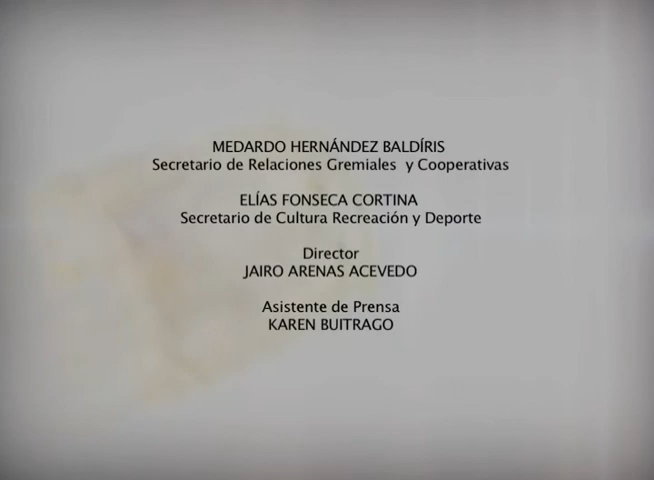 MEDARDO HERNÁNDEZ BALDÍRIS
Secretario de Relaciones Gremiales y Cooperativas
ELÍAS FONSECA CORTINA
Secretario de Cultura Recreación y Deporte
Director
JAIRO ARENAS ACEVEDO
Asistente de Prensa
KAREN BUITRAGO